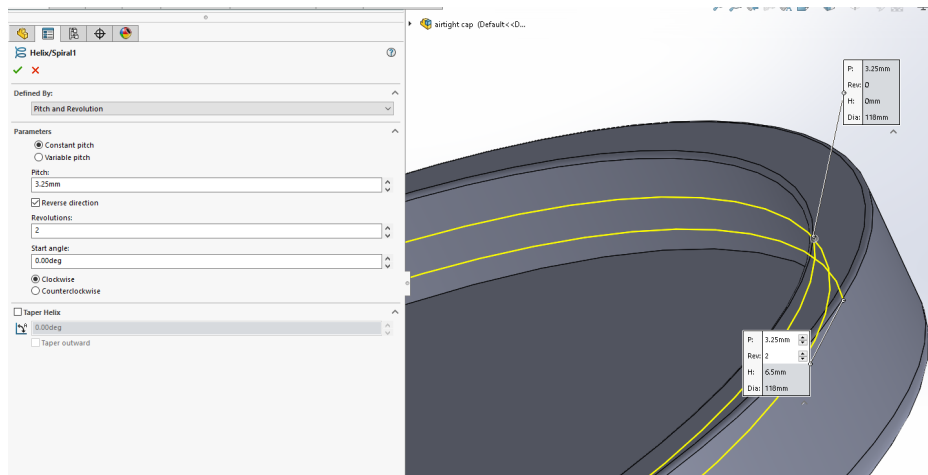 airtight cap (Default<<D...
Helix/Spiral1
Defined By:
Pitch and Revolution
Parameters
Constant pitch
Variable pitch
Pitch:
3.25mm
Reverse direction
Revolutions:
2
Start angle:
0.00deg
Clockwise
Counterclockwise
Taper Helix
0.00deg
Taper outward
P: 3.25mm
Rev: 0
H: 0mm
Dia: 118mm
P: 3.25mm
Rev: 2
H: 6.5mm
Dia: 118mm